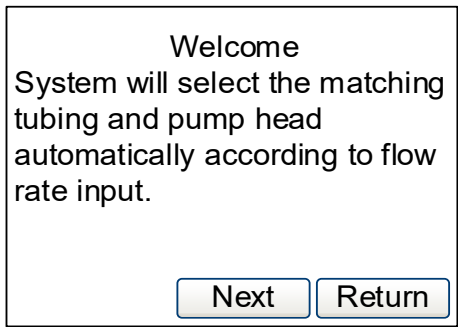 Welcome
System will select the matching
tubing and pump head
automatically according to flow
rate input.
Next
Return